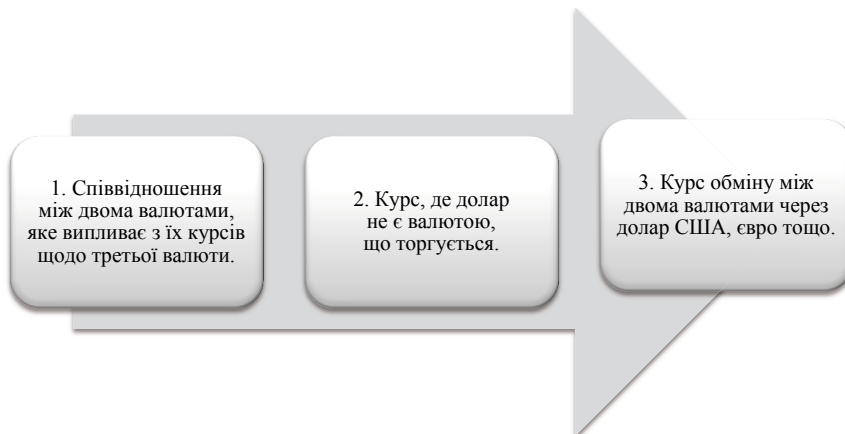 1. Співвідношення
між двома валютами,
яке випливає з їх курсів
щодо третьої валюти.
2. Курс, де долар
не є валютою,
що торгується.
3. Курс обміну між
двома валютами через
долар США, євро тощо.